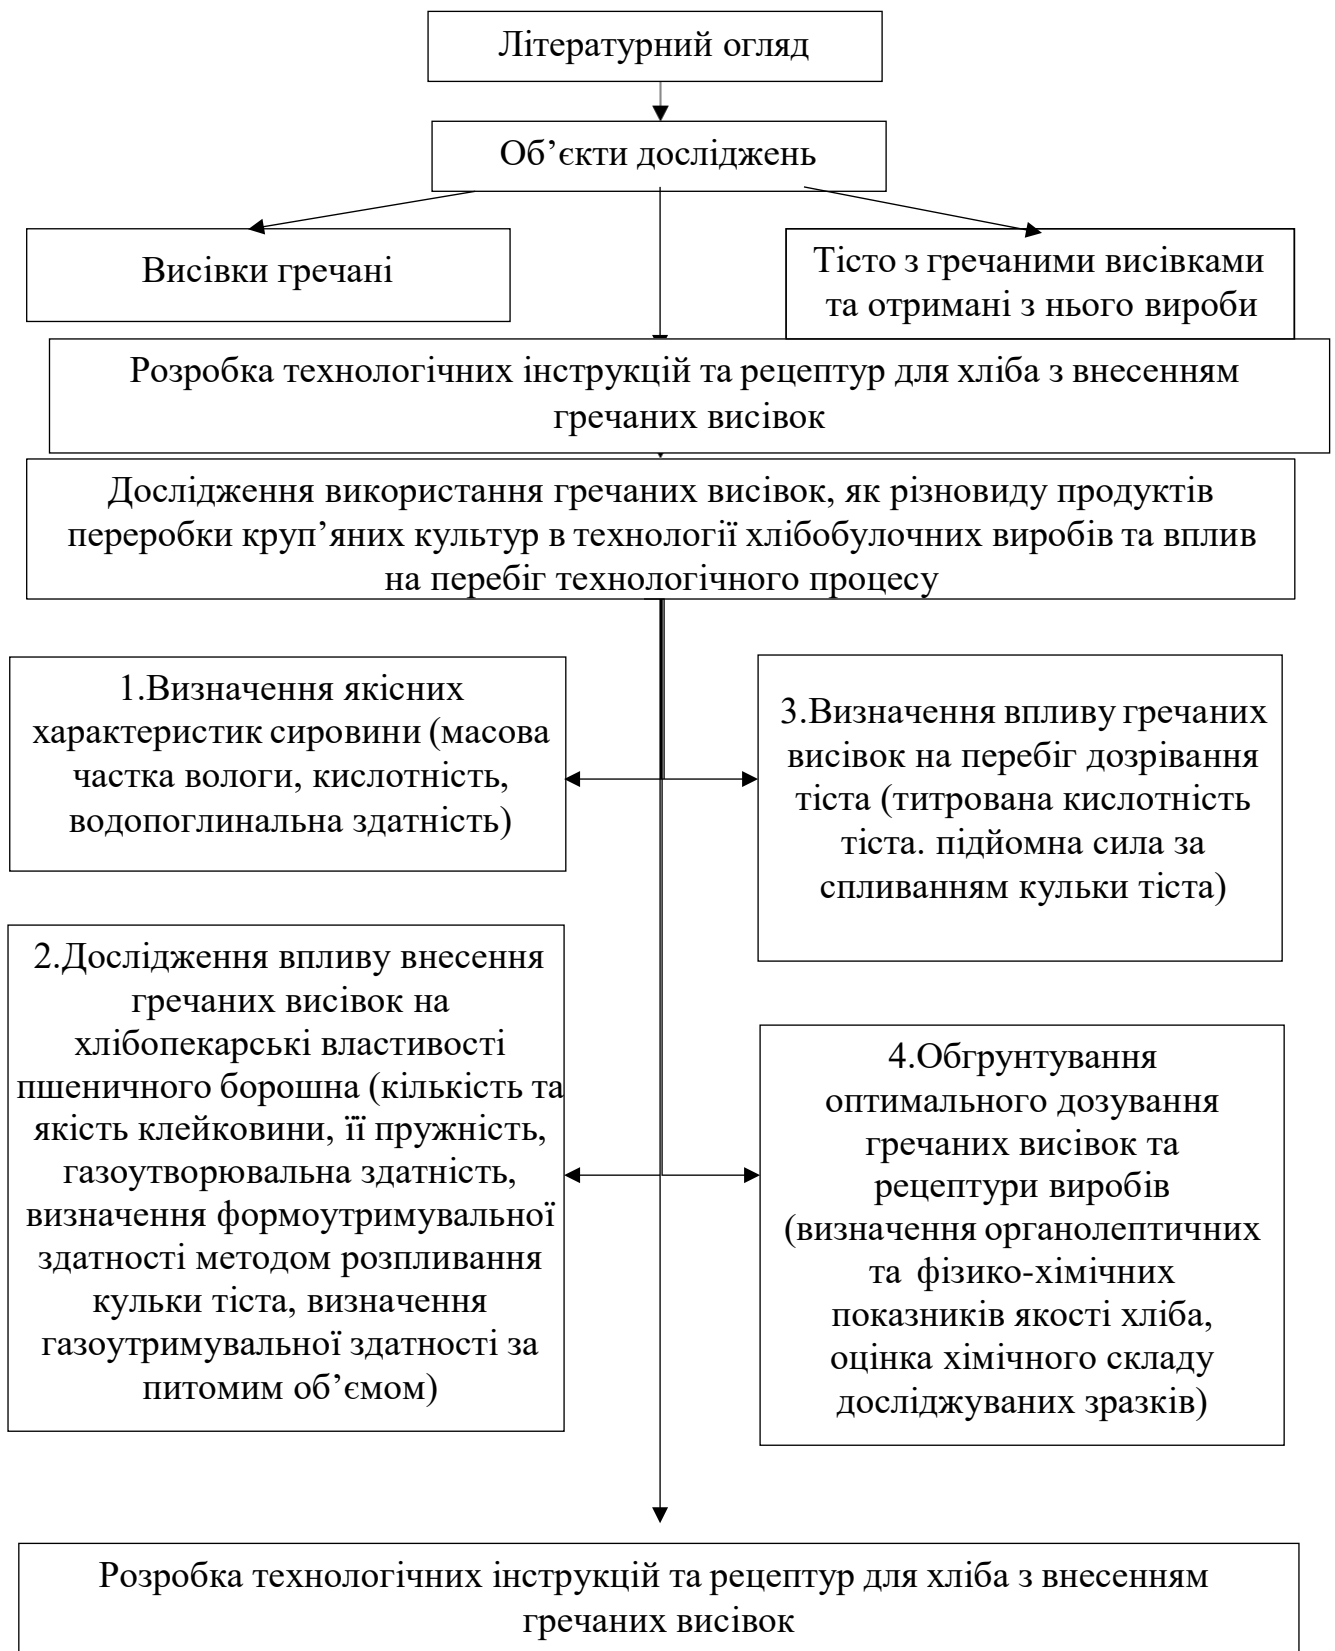 Літературний огляд
Об’єкти досліджень
Висівки гречані
Тісто з гречаними висівками
та отримані з нього вироби
Розробка технологічних інструкцій та рецептур для хліба з внесенням
гречаних висівок
Дослідження використання гречаних висівок, як різновиду продуктів
переробки круп’яних культур в технології хлібобулочних виробів та вплив
на перебіг технологічного процесу
1.Визначення якісних
характеристик сировини (масова
частка вологи, кислотність,
водопоглинальна здатність)
3.Визначення впливу гречаних
висівок на перебіг дозрівання
тіста (титрована кислотність
тіста. підйомна сила за
спливанням кульки тіста)
2.Дослідження впливу внесення
гречаних висівок на
хлібопекарські властивості
пшеничного борошна (кількість та
якість клейковини, її пружність,
газоутворювальна здатність,
визначення формоутримувальної
здатності методом розпливання
кульки тіста, визначення
газоутримувальної здатності за
питомим об’ємом)
4.Обгрунтування
оптимального дозування
гречаних висівок та
рецептури виробів
(визначення органолептичних
та фізико-хімічних
показників якості хліба,
оцінка хімічного складу
досліджуваних зразків)
Розробка технологічних інструкцій та рецептур для хліба з внесенням
гречаних висівок